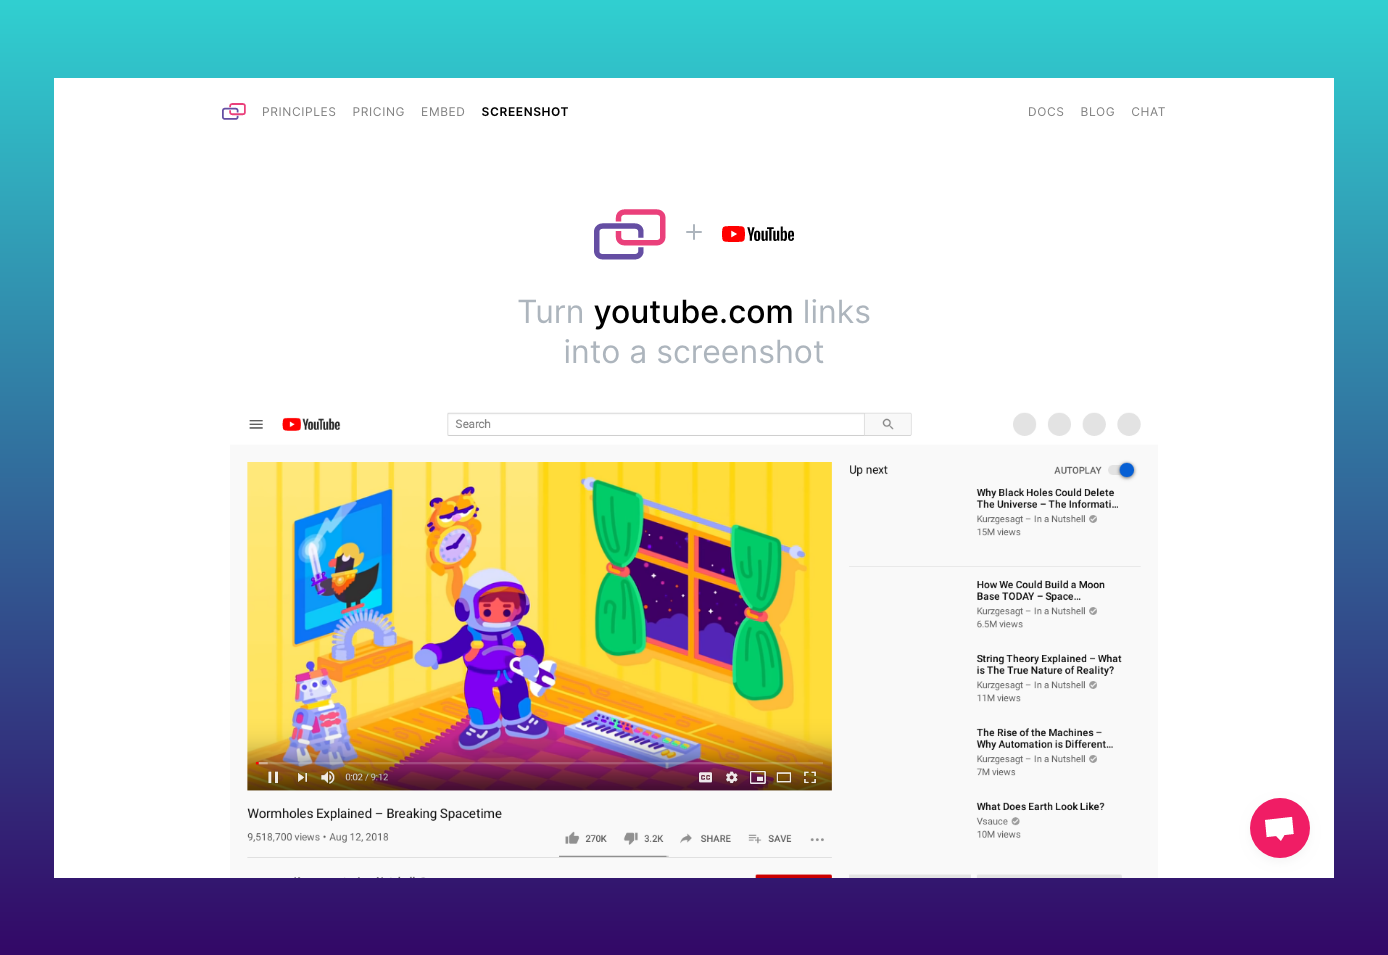 PRINCIPLES PRICING EMBED SCREENSHOT DOCS BLOG CHAT
YouTube
Turn youtube.com links
into a screenshot
YouTube
Search
Up next AUTOPLAY
Why Black Holes Could Delete
The Universe – The Informati...
Kurzgesagt – In a Nutshell
15M views
How We Could Build a Moon
Base TODAY – Space...
Kurzgesagt – In a Nutshell
6.5M views
String Theory Explained – What
is The True Nature of Reality?
Kurzgesagt – In a Nutshell
11M views
The Rise of the Machines –
Why Automation is Different...
Kurzgesagt – In a Nutshell
7M views
What Does Earth Look Like?
Vsauce
10M views
0:02 / 9:12
CC
Wormholes Explained – Breaking Spacetime
9,518,700 views • Aug 12, 2018
270K 3.2K SHARE SAVE